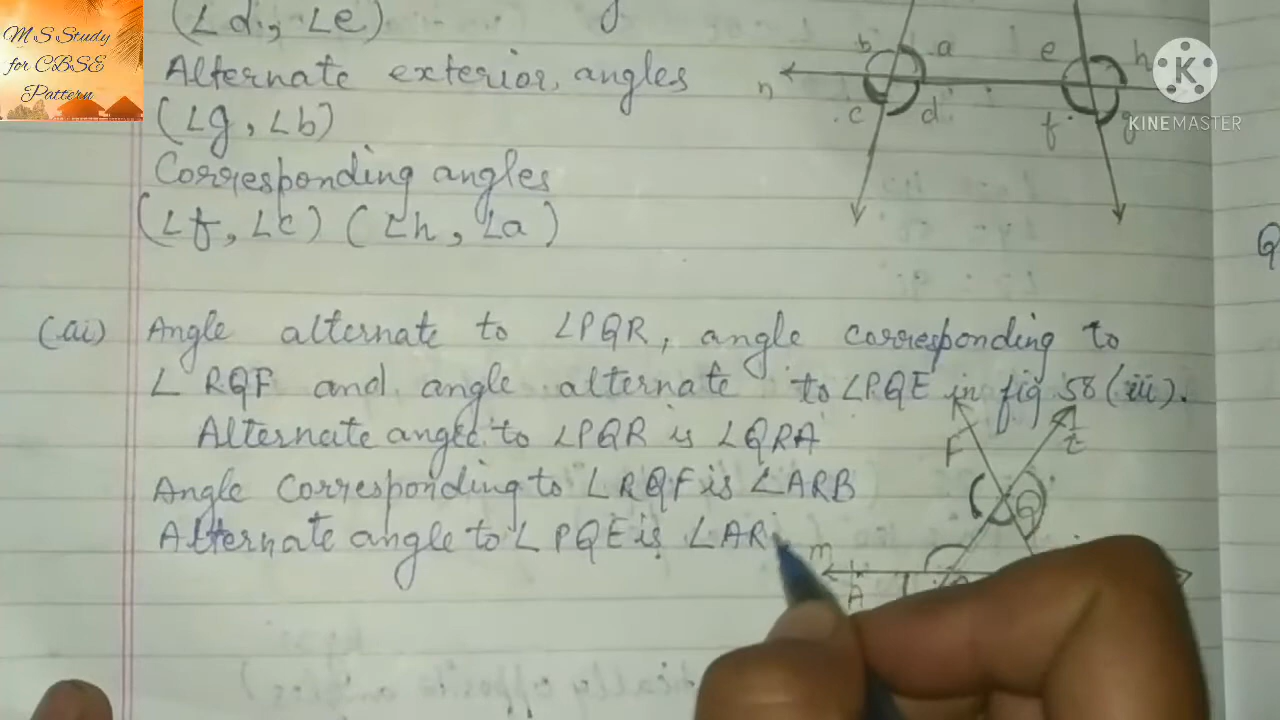 M S Study
for CBSE
Pattern
(∠d, ∠e)
Alternate exterior angles
(∠g, ∠b)
Corresponding angles
(∠f, ∠c) (∠h, ∠a)
b a e h
n
c d f g
KINEMASTER
K
Q
(ai) Angle alternate to ∠PQR, angle corresponding to
∠ RQF and angle alternate to ∠PQE in fig 58 (iii).
Alternate angle to ∠PQR is ∠QRA
Angle Corresponding to ∠RQF is ∠ARB
Alternate angle to ∠ PQE is ∠AR
F
Q
m
A